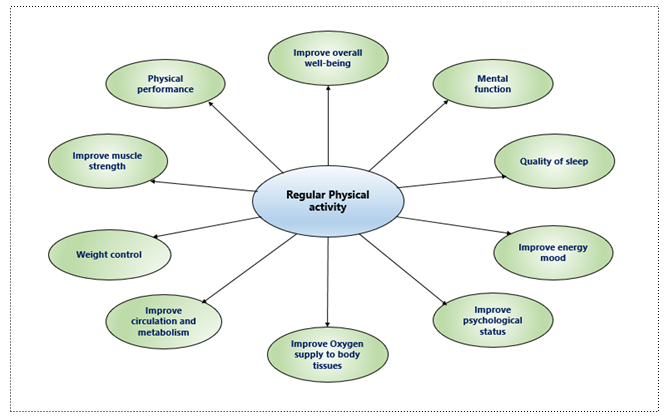 Improve overall
well-being
Physical
performance
Mental
function
Improve muscle
strength
Quality of sleep
Regular Physical
activity
Weight control
Improve energy
mood
Improve
circulation and
metabolism
Improve
psychological
status
Improve Oxygen
supply to body
tissues